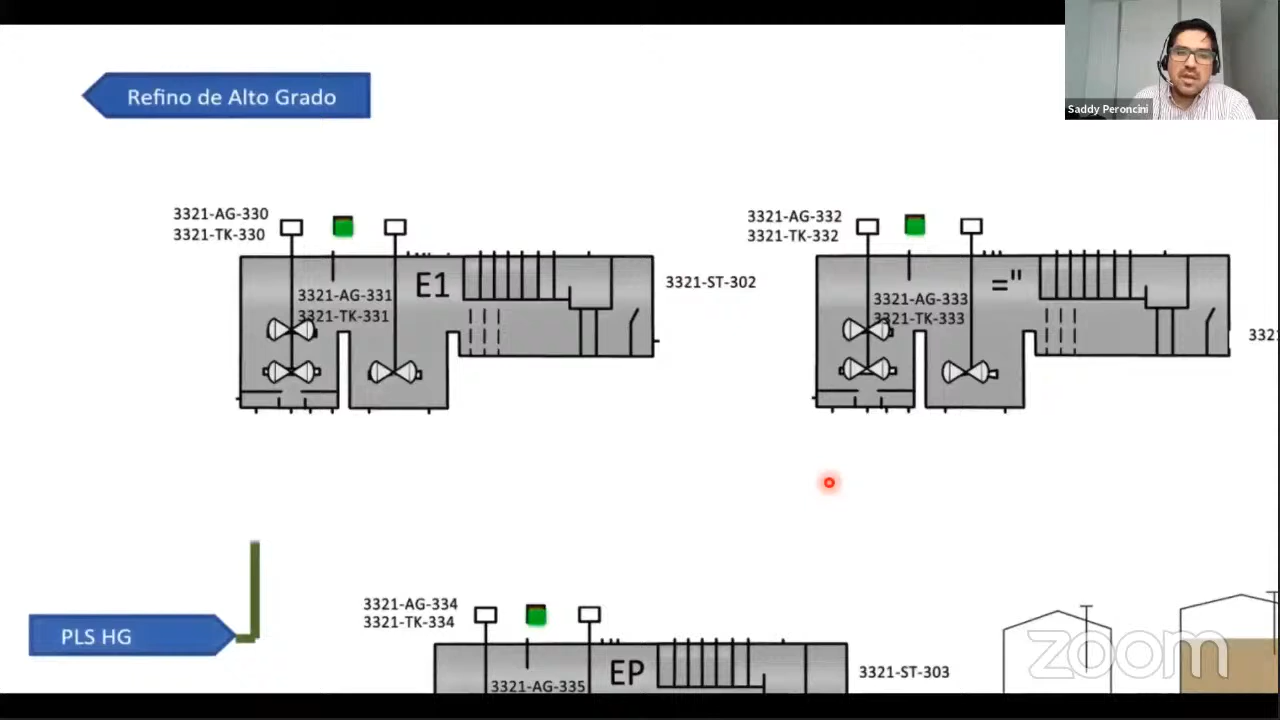 Saddy Peroncini
Refino de Alto Grado
3321-AG-330
3321-TK-330
3321-AG-331
3321-TK-331
E1
3321-ST-302
3321-AG-332
3321-TK-332
3321-AG-333
3321-TK-333
="
332
PLS HG
3321-AG-334
3321-TK-334
3321-AG-335
EP
3321-ST-303
zoom